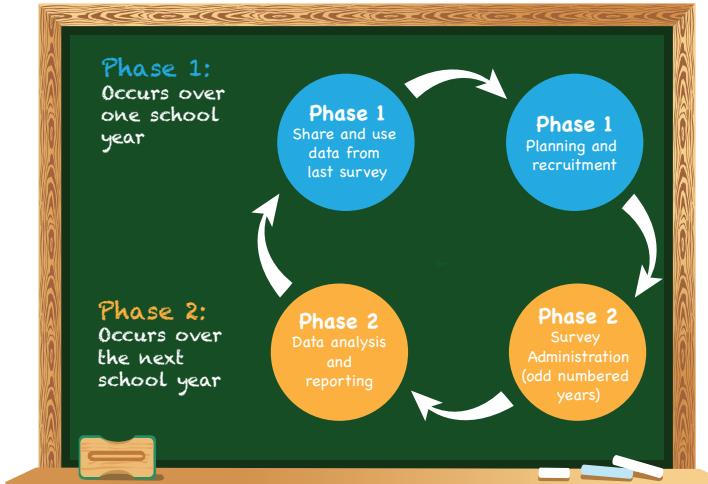 Phase 1:
Occurs over
one school
year
Phase 1
Share and use
data from
last survey
Phase 1
Planning and
recruitment
Phase 2:
Occurs over
the next
school year
Phase 2
Data analysis
and
reporting
Phase 2
Survey
Administration
(odd numbered
years)